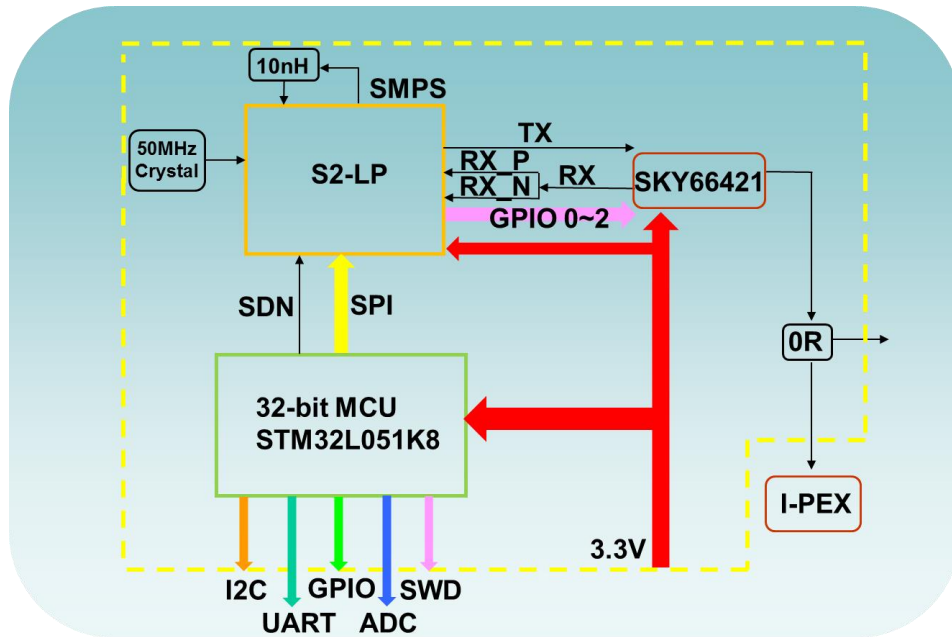 10nH
SMPS
50MHz
Crystal
S2-LP
TX
RX_P
RX_N
RX
SKY66421
GPIO 0~2
SDN
SPI
0R
32-bit MCU
STM32L051K8
I-PEX
3.3V
I2C
GPIO
SWD
UART
ADC